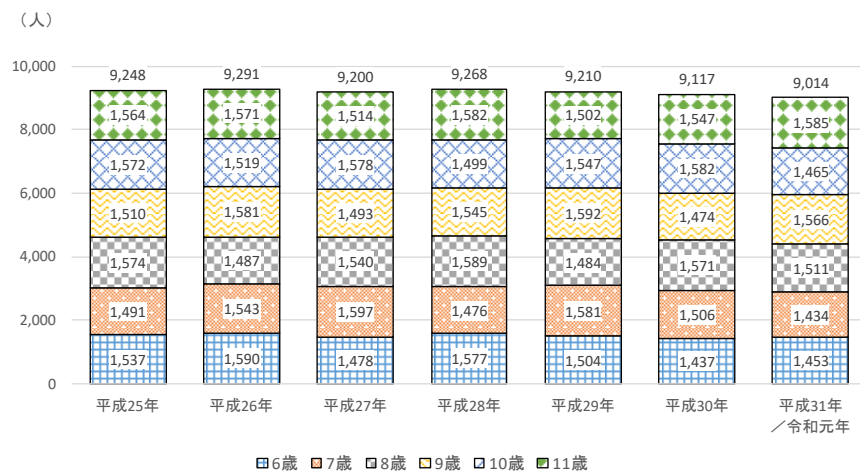 （人）
9,248 9,291 9,200 9,268 9,210 9,117 9,014
10,000
1,564 1,571 1,514 1,582 1,502 1,547 1,585
8,000
1,572 1,519 1,578 1,499 1,547 1,582 1,465
6,000
1,510 1,581 1,493 1,545 1,592 1,474 1,566
4,000
1,574 1,487 1,540 1,589 1,484 1,571 1,511
1,491 1,543 1,597 1,476 1,581 1,506 1,434
2,000
1,537 1,590 1,478 1,577 1,504 1,437 1,453
0
平成25年 平成26年 平成27年 平成28年 平成29年 平成30年 平成31年
／令和元年
6歳 7歳 8歳 9歳 10歳 11歳